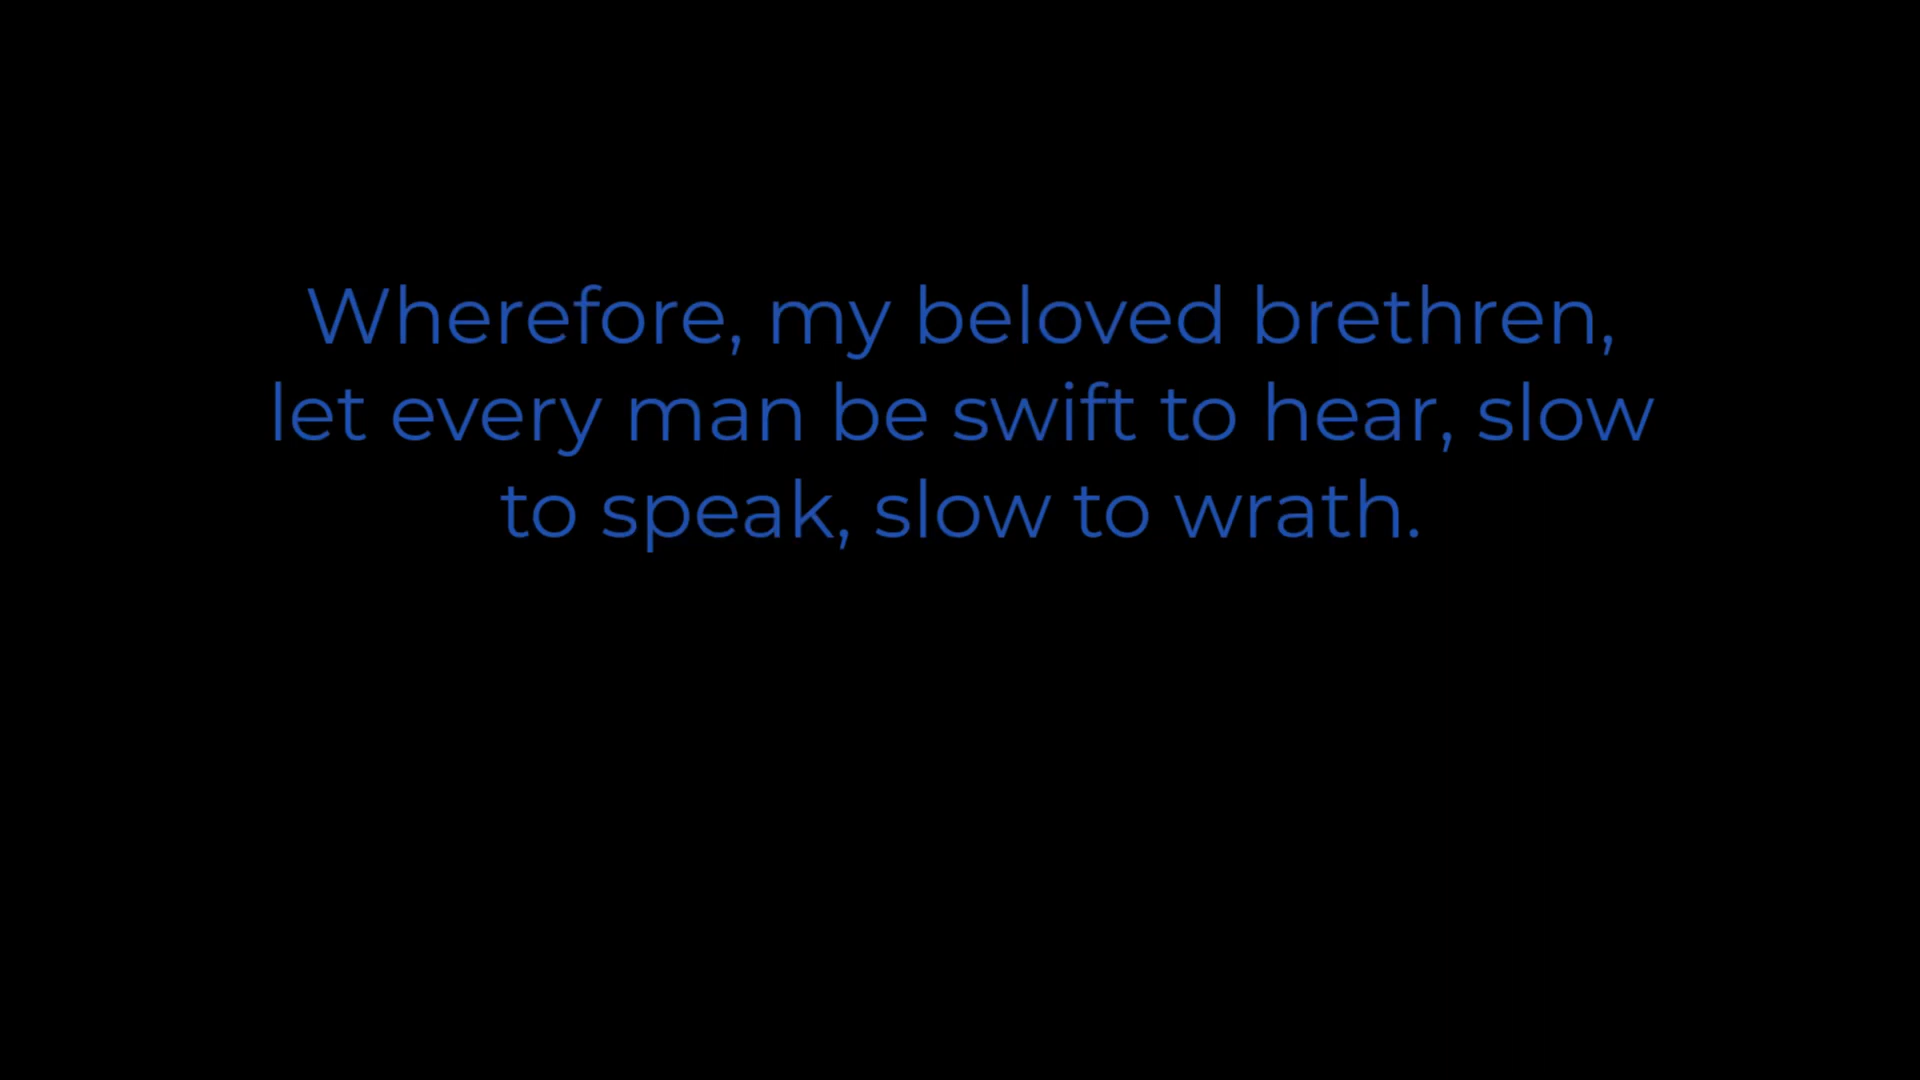 Wherefore, my beloved brethren,
let every man be swift to hear, slow
to speak, slow to wrath.